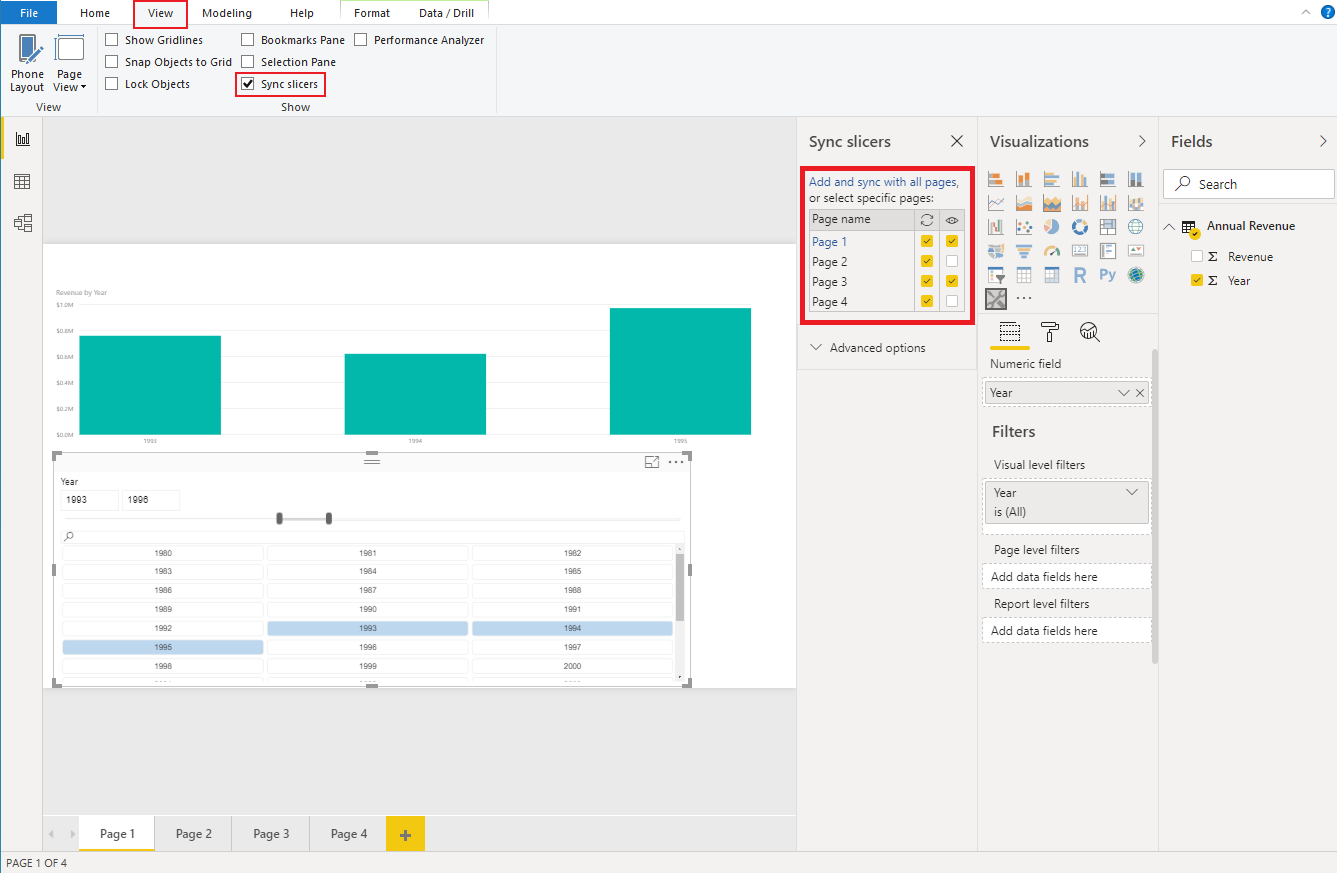 File Home View Modeling Help Format Data / Drill
?
Show Gridlines Bookmarks Pane Performance Analyzer
Snap Objects to Grid Selection Pane
Lock Objects Sync slicers
Phone Layout Page View
View Show
Sync slicers
Add and sync with all pages,
or select specific pages:
Page name
Page 1
Page 2
Page 3
Page 4
Advanced options
Visualizations
123
R Py
...
Numeric field
Year
Filters
Visual level filters
Year
is (All)
Page level filters
Add data fields here
Report level filters
Add data fields here
Fields
Search
Annual Revenue
Σ Revenue
Σ Year
Revenue by Year
$1.0M
$0.8M
$0.6M
$0.4M
$0.2M
$0.0M
1993 1994 1995
Year
1993 1996
1980 1981 1982
1983 1984 1985
1986 1987 1988
1989 1990 1991
1992 1993 1994
1995 1996 1997
1998 1999 2000
Page 1 Page 2 Page 3 Page 4 +
PAGE 1 OF 4